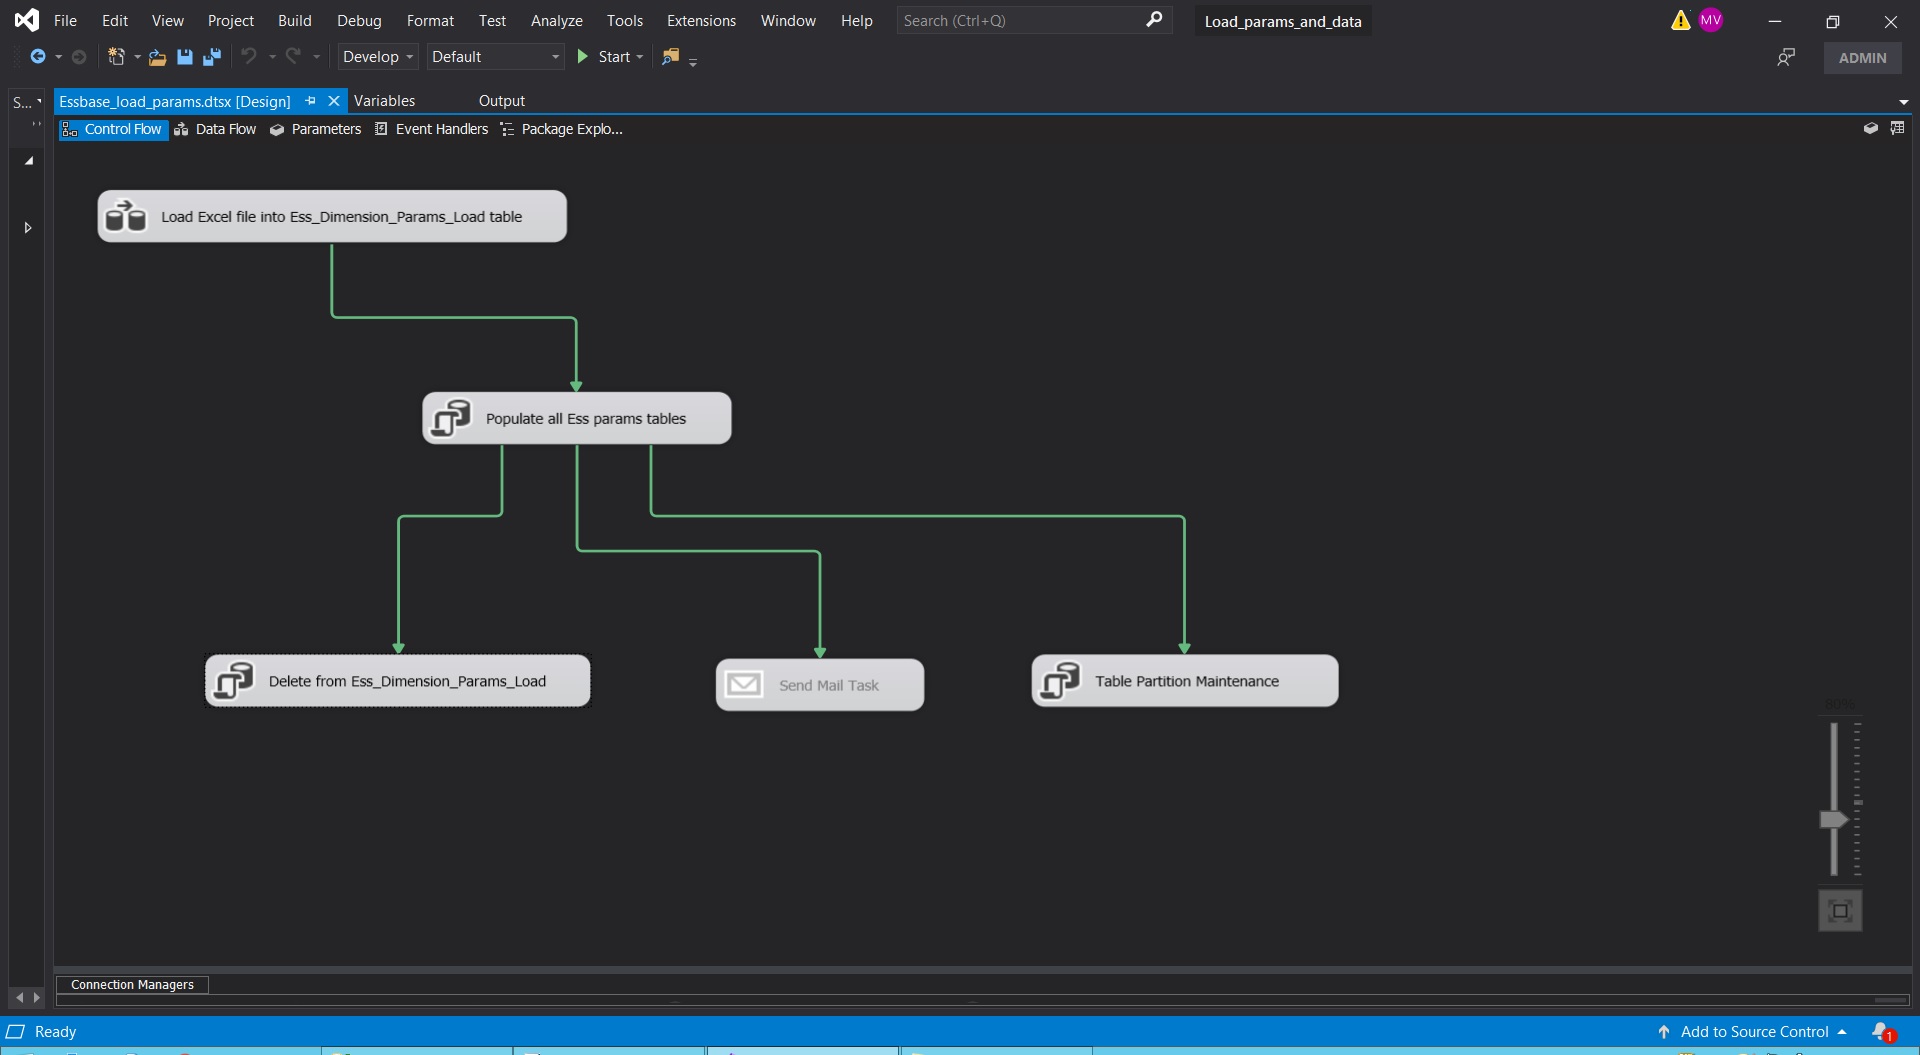 File Edit View Project Build Debug Format Test Analyze Tools Extensions Window Help Search (Ctrl+Q) Load_params_and_data MV
Develop Default Start ADMIN
S... Essbase_load_params.dtsx [Design] Variables Output
Control Flow Data Flow Parameters Event Handlers Package Explo...
Load Excel file into Ess_Dimension_Params_Load table
Populate all Ess params tables
Delete from Ess_Dimension_Params_Load
Send Mail Task
Table Partition Maintenance
80%
Connection Managers
Ready Add to Source Control 1